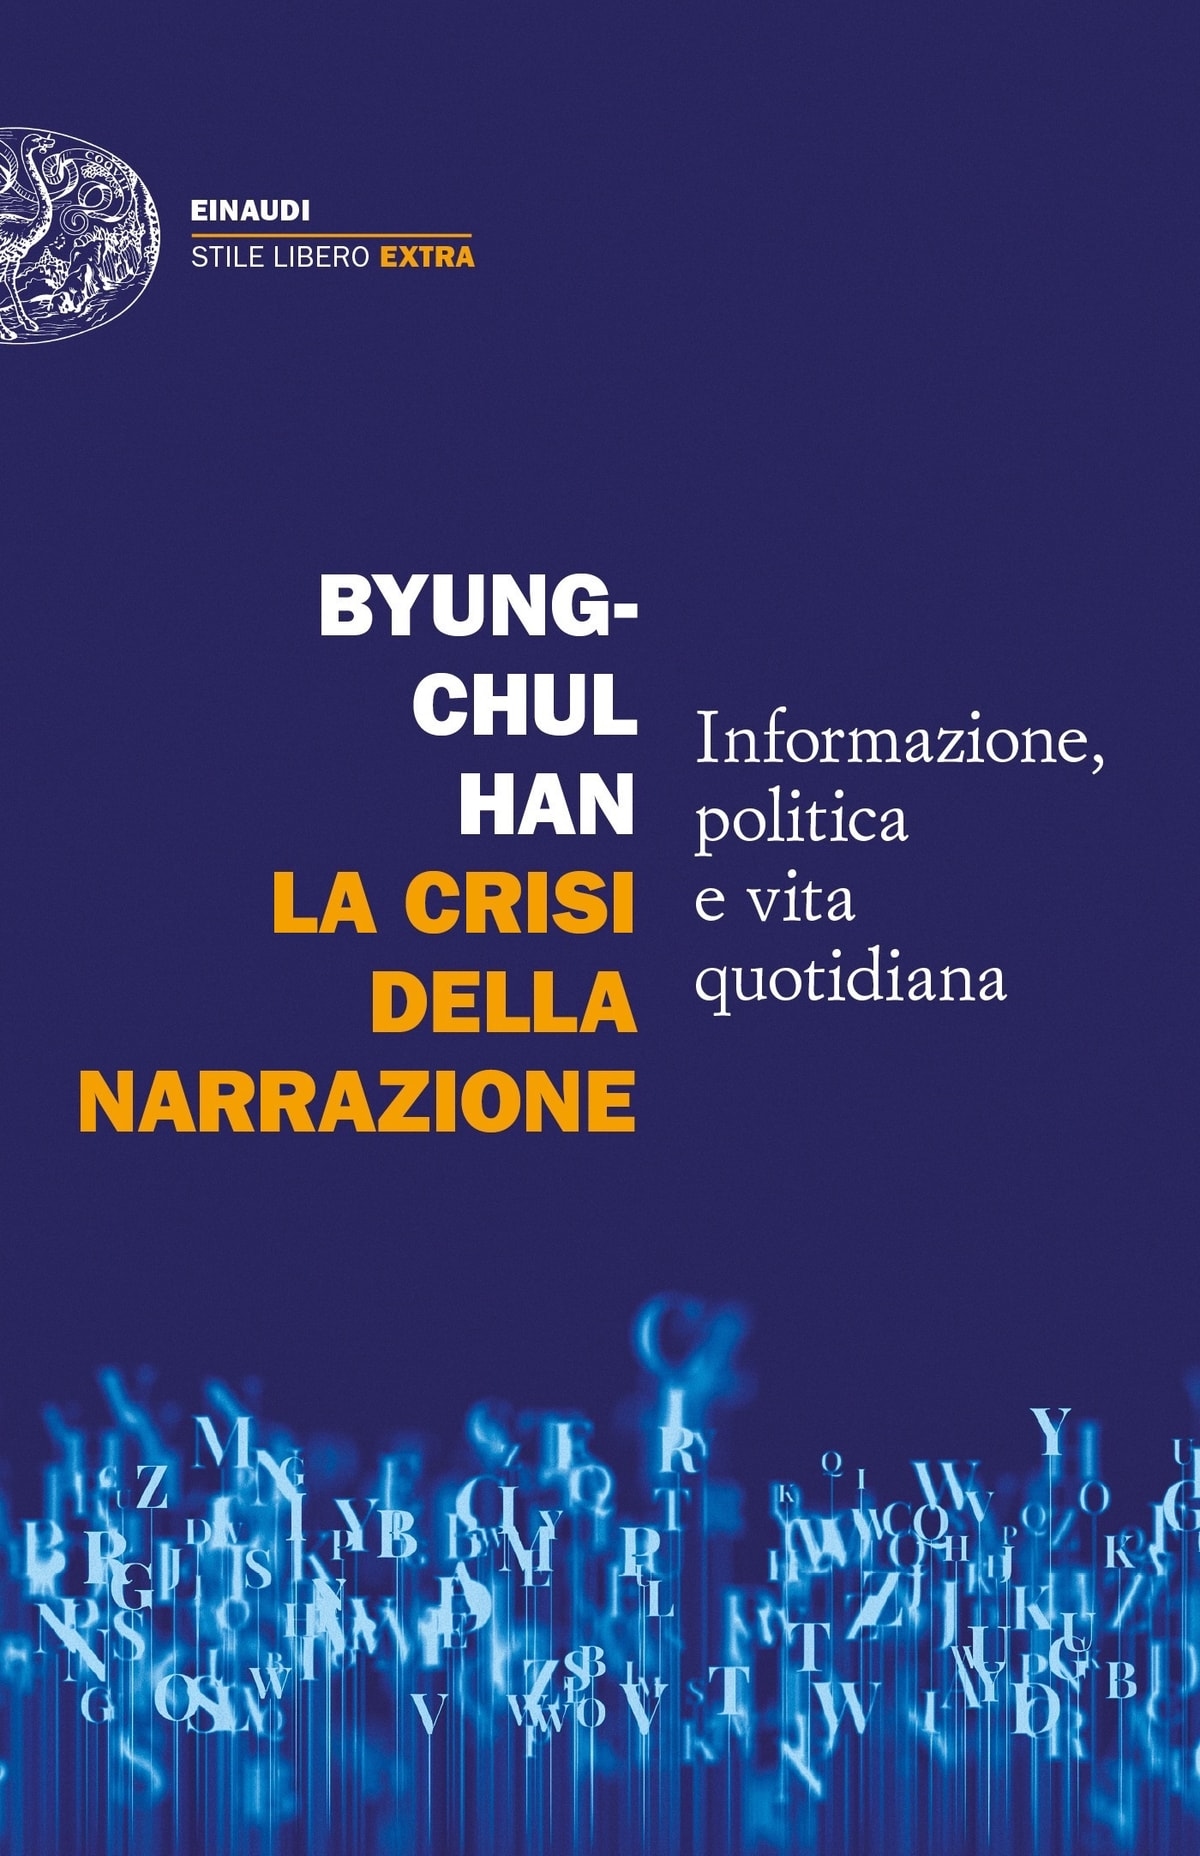 EINAUDI
STILE LIBERO EXTRA
BYUNG-
CHUL
HAN
LA CRISI
DELLA
NARRAZIONE
Informazione,
politica
e vita
quotidiana